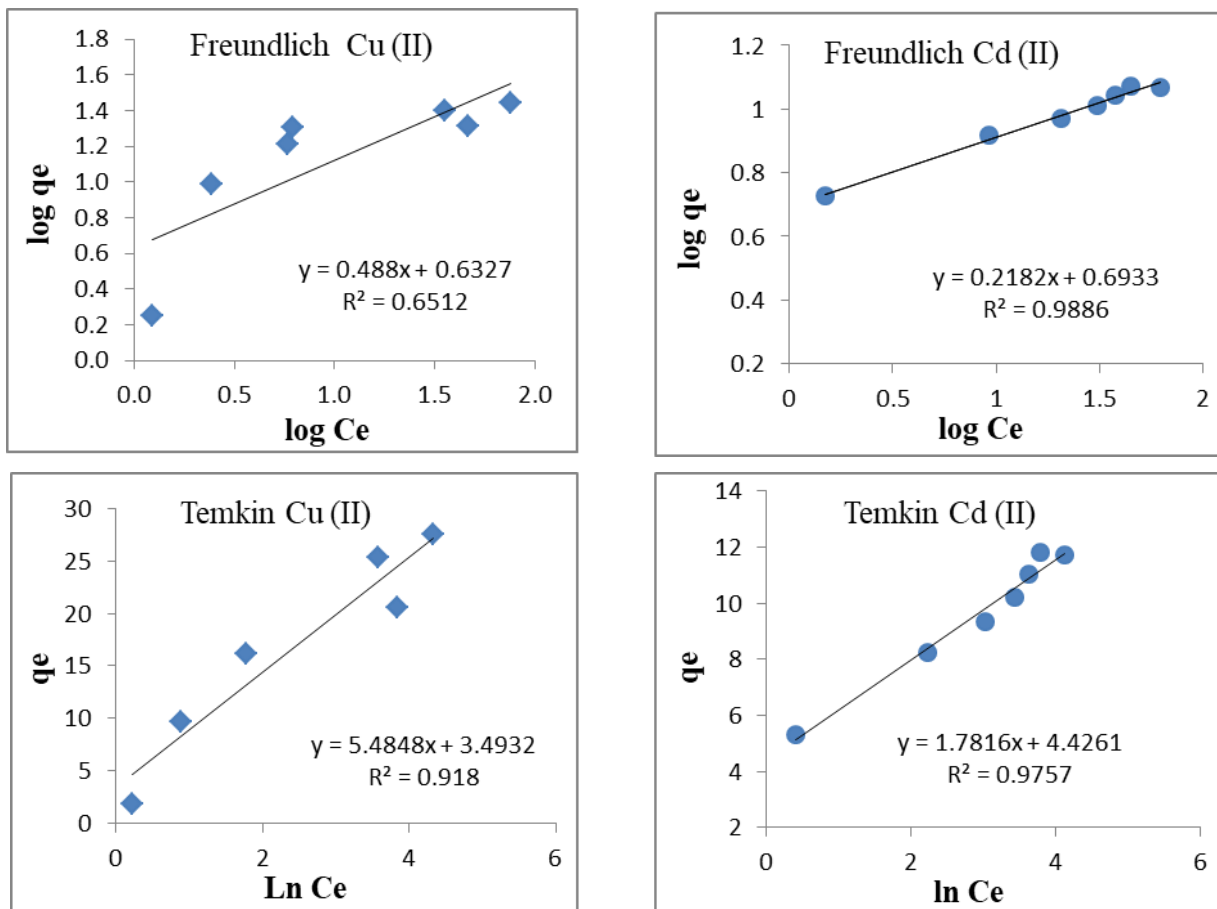 Freundlich Cu (II)
1.8
1.6
1.4
1.2
1.0
0.8
0.6
0.4
0.2
0.0
log qe
y = 0.488x + 0.6327
R² = 0.6512
0.0 0.5 1.0 1.5 2.0
log Ce
Freundlich Cd (II)
1.2
1
0.8
0.6
0.4
0.2
log qe
y = 0.2182x + 0.6933
R² = 0.9886
0 0.5 1 1.5 2
log Ce
Temkin Cu (II)
30
25
20
15
10
5
0
qe
y = 5.4848x + 3.4932
R² = 0.918
0 2 4 6
Ln Ce
Temkin Cd (II)
14
12
10
8
6
4
2
qe
y = 1.7816x + 4.4261
R² = 0.9757
0 2 4 6
ln Ce